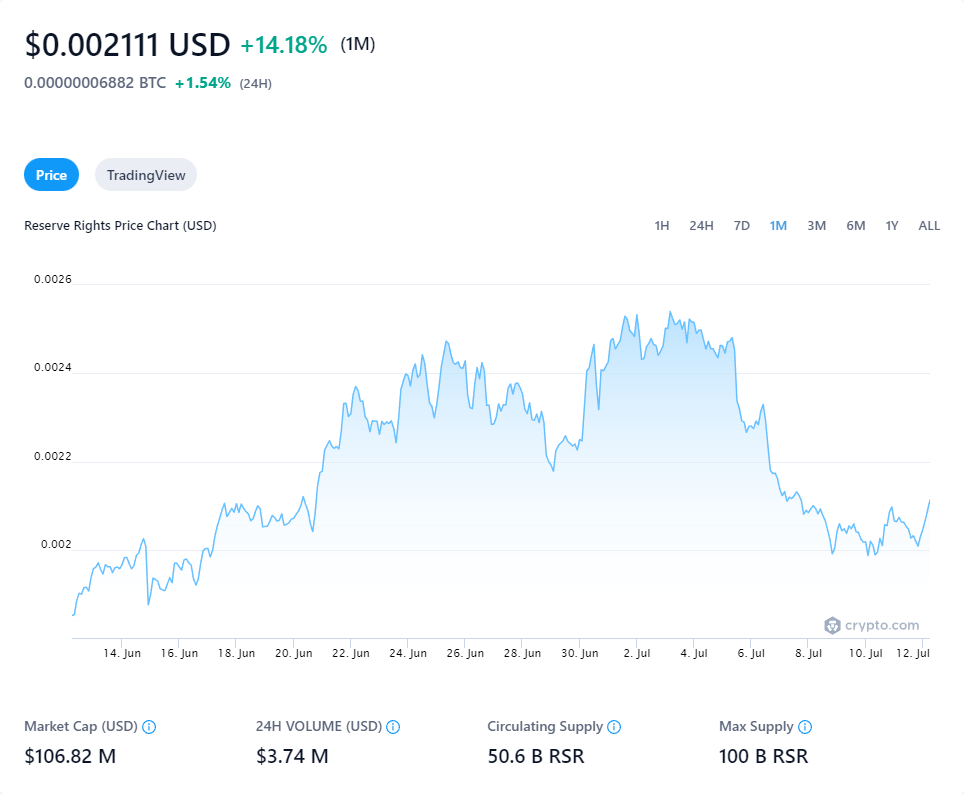 $0.002111 USD +14.18% (1M)
0.00000006882 BTC +1.54% (24H)
Price TradingView
Reserve Rights Price Chart (USD) 1H 24H 7D 1M 3M 6M 1Y ALL
0.0026
0.0024
0.0022
0.002
crypto.com
14. Jun 16. Jun 18. Jun 20. Jun 22. Jun 24. Jun 26. Jun 28. Jun 30. Jun 2. Jul 4. Jul 6. Jul 8. Jul 10. Jul 12. Jul
Market Cap (USD) 24H VOLUME (USD) Circulating Supply Max Supply
$106.82 M $3.74 M 50.6 B RSR 100 B RSR